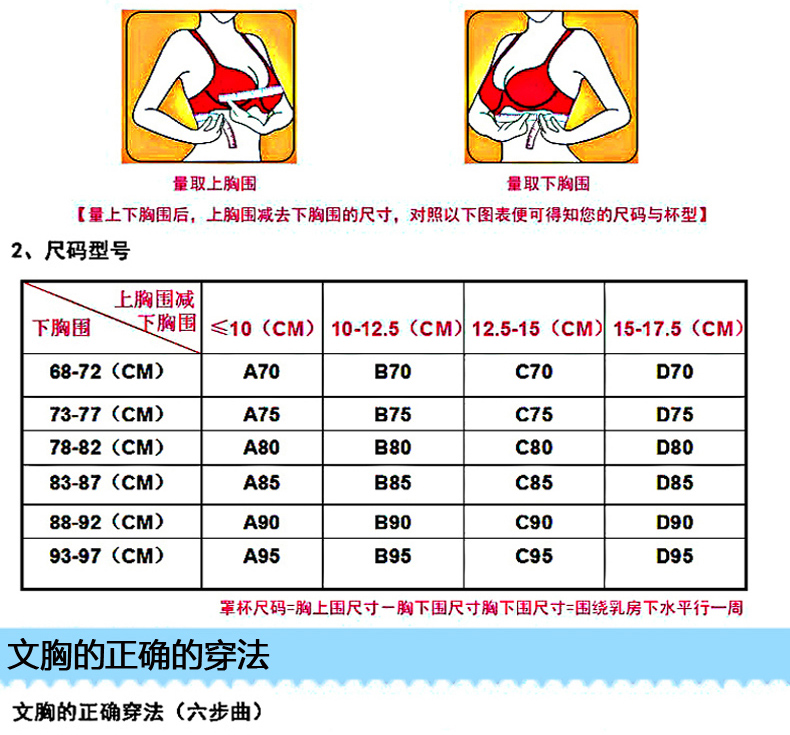 量取上胸围 量取下胸围
【量上下胸围后，上胸围减去下胸围的尺寸，对照以下图表便可得知您的尺码与杯型】
2、尺码型号
上胸围减
下胸围 下胸围 ≤10（CM） 10-12.5（CM） 12.5-15（CM） 15-17.5（CM）
68-72（CM） A70 B70 C70 D70
73-77（CM） A75 B75 C75 D75
78-82（CM） A80 B80 C80 D80
83-87（CM） A85 B85 C85 D85
88-92（CM） A90 B90 C90 D90
93-97（CM） A95 B95 C95 D95
罩杯尺码=胸上围尺寸－胸下围尺寸胸下围尺寸=围绕乳房下水平行一周
文胸的正确的穿法
文胸的正确穿法（六步曲）